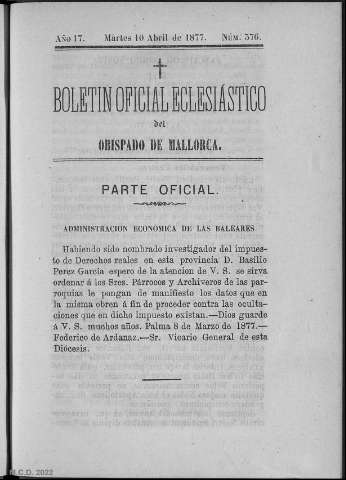 Año 17. Martes 10 Abril de 1877. Núm. 376.
BOLETIN OFICIAL ECLESIÁSTICO
del
OBISPADO DE MALLORCA.
PARTE OFICIAL.
ADMINISTRACION ECONOMICA DE LAS BALEARES
Habiendo sido nombrado investigador del impues-
to de Derechos reales en esta provincia D. Basilio
Perez García espero de la atencion de V. S. se sirva
ordenar á los Sres. Párrocos y Archiveros de las par-
roquias le pongan de manifiesto los datos que en
la misma obren á fin de proceder contra las oculta-
ciones que en dicho impuesto existan.—Dios guarde
á V. S. muchos años. Palma 8 de Marzo de 1877.—
Federico de Ardanaz.—Sr. Vicario General de esta
Diócesis.
M.C.D. 2022